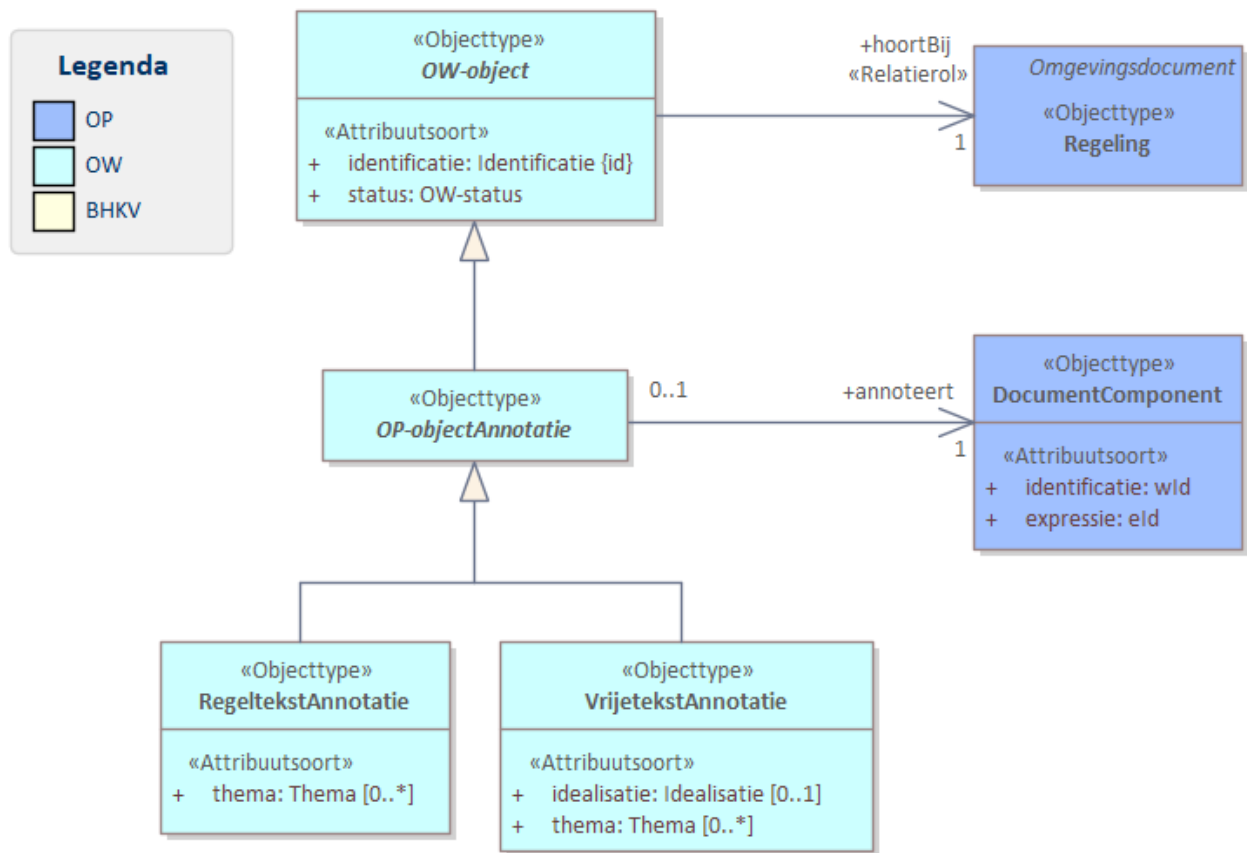 Legenda
OP
OW
BHKV
«Objecttype»
OW-object
«Attribuutsoort»
+ identificatie: Identificatie {id}
+ status: OW-status
+hoortBij
«Relatierol»
1
Omgevingsdocument
«Objecttype»
Regeling
«Objecttype»
OP-objectAnnotatie
0..1
+annoteert
1
«Objecttype»
DocumentComponent
«Attribuutsoort»
+ identificatie: wId
+ expressie: eId
«Objecttype»
RegeltekstAnnotatie
«Attribuutsoort»
+ thema: Thema [0..*]
«Objecttype»
VrijetekstAnnotatie
«Attribuutsoort»
+ idealisatie: Idealisatie [0..1]
+ thema: Thema [0..*]